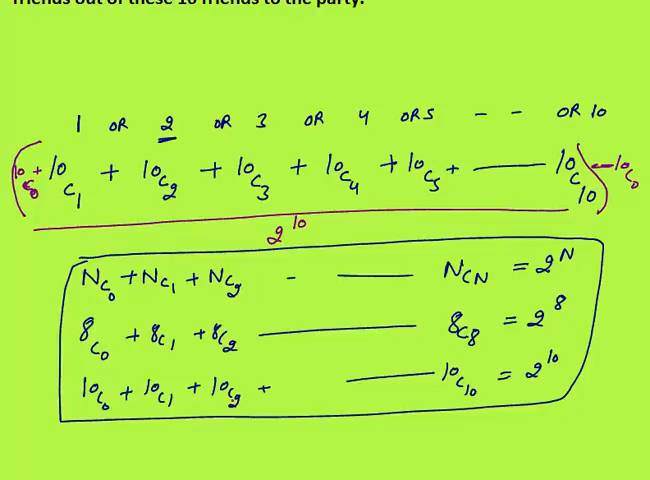 friends out of these 10 friends to the party.
1 OR 2 OR 3 OR 4 OR 5 - - OR 10
(10C0 + 10C1 + 10C2 + 10C3 + 10C4 + 10C5 + —— 10C10) - 10C0
2^10
NC0 + NC1 + NC2 - —— NCN = 2^N
8C0 + 8C1 + 8C2 —— 8C8 = 2^8
10C0 + 10C1 + 10C2 + —— 10C10 = 2^10